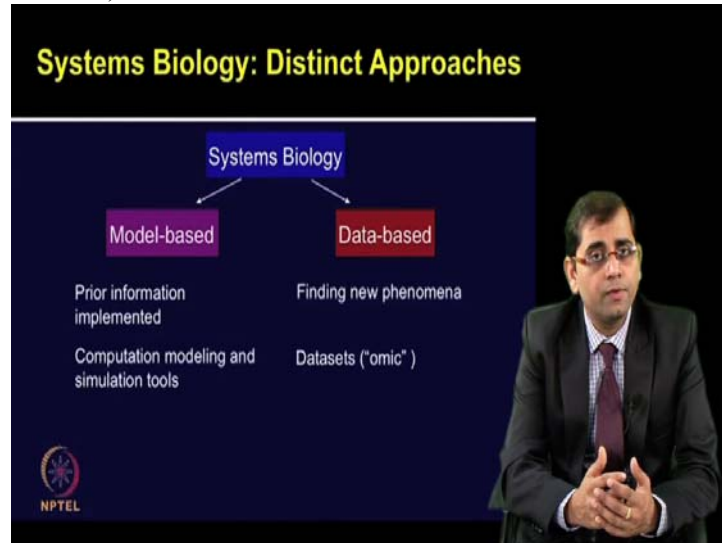 Systems Biology: Distinct Approaches
Systems Biology
Model-based
Data-based
Prior information
implemented
Finding new phenomena
Computation modeling and
simulation tools
Datasets ("omic" )
NPTEL